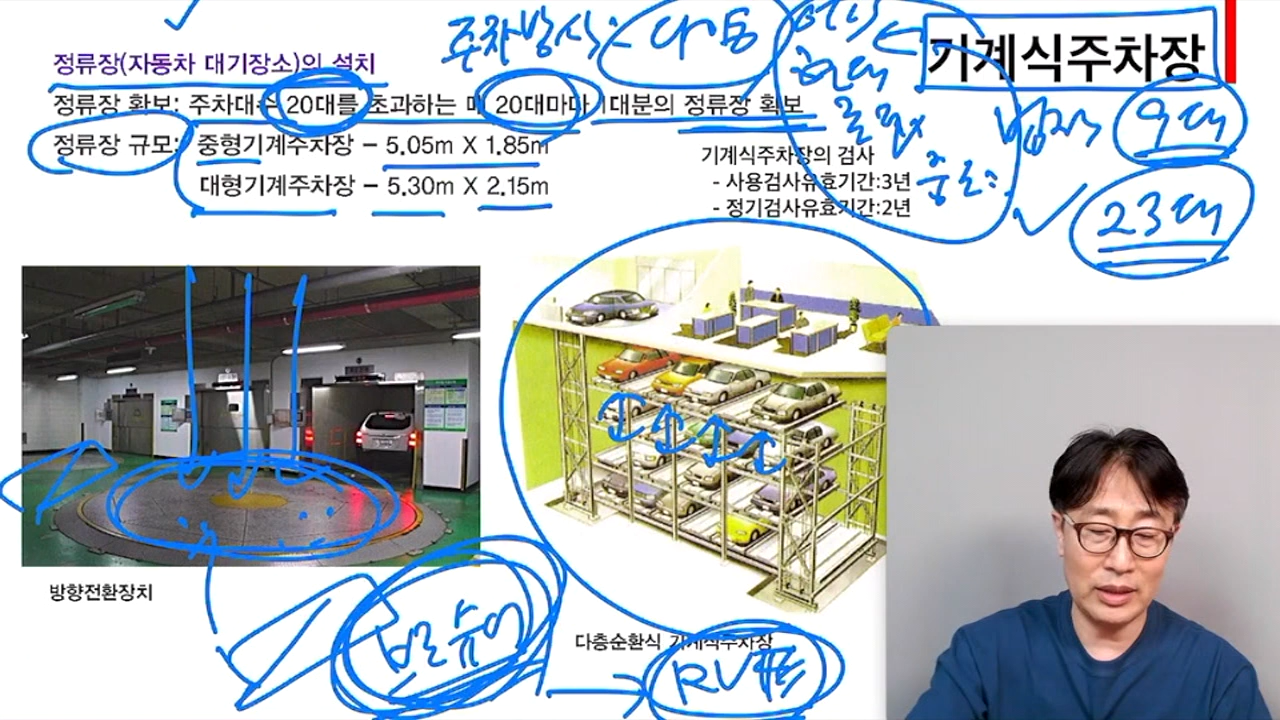 기계식주차장
정류장(자동차 대기장소)의 설치
정류장 확보: 주차대수 20대를 초과하는 매 20대마다 1대분의 정류장 확보
정류장 규모: 중형기계주차장 – 5.05m X 1.85m
대형기계주차장 – 5.30m X 2.15m
기계식주차장의 검사
- 사용검사유효기간:3년
- 정기검사유효기간:2년
주차방식:
9대
23대
방향전환장치
다층순환식 기계식주차장
RV